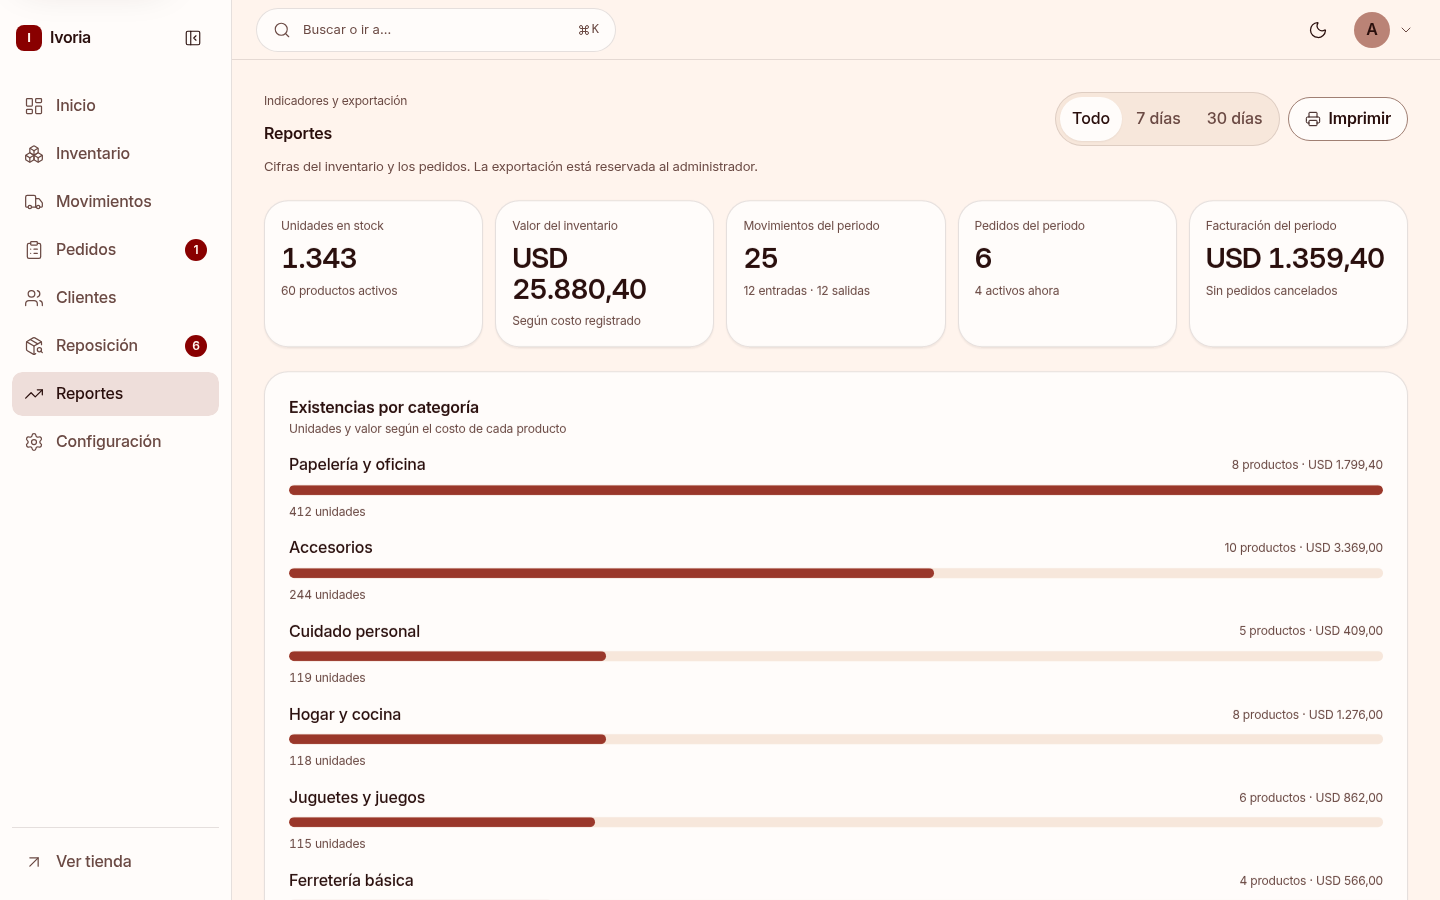 I Ivoria
Buscar o ir a...
⌘K
A
Inicio
Inventario
Movimientos
Pedidos
1
Clientes
Reposición
6
Reportes
Configuración
Ver tienda
Indicadores y exportación
Reportes
Cifras del inventario y los pedidos. La exportación está reservada al administrador.
Todo
7 días
30 días
Imprimir
Unidades en stock
1.343
60 productos activos
Valor del inventario
USD
25.880,40
Según costo registrado
Movimientos del periodo
25
12 entradas · 12 salidas
Pedidos del periodo
6
4 activos ahora
Facturación del periodo
USD 1.359,40
Sin pedidos cancelados
Existencias por categoría
Unidades y valor según el costo de cada producto
Papelería y oficina
8 productos · USD 1.799,40
412 unidades
Accesorios
10 productos · USD 3.369,00
244 unidades
Cuidado personal
5 productos · USD 409,00
119 unidades
Hogar y cocina
8 productos · USD 1.276,00
118 unidades
Juguetes y juegos
6 productos · USD 862,00
115 unidades
Ferretería básica
4 productos · USD 566,00